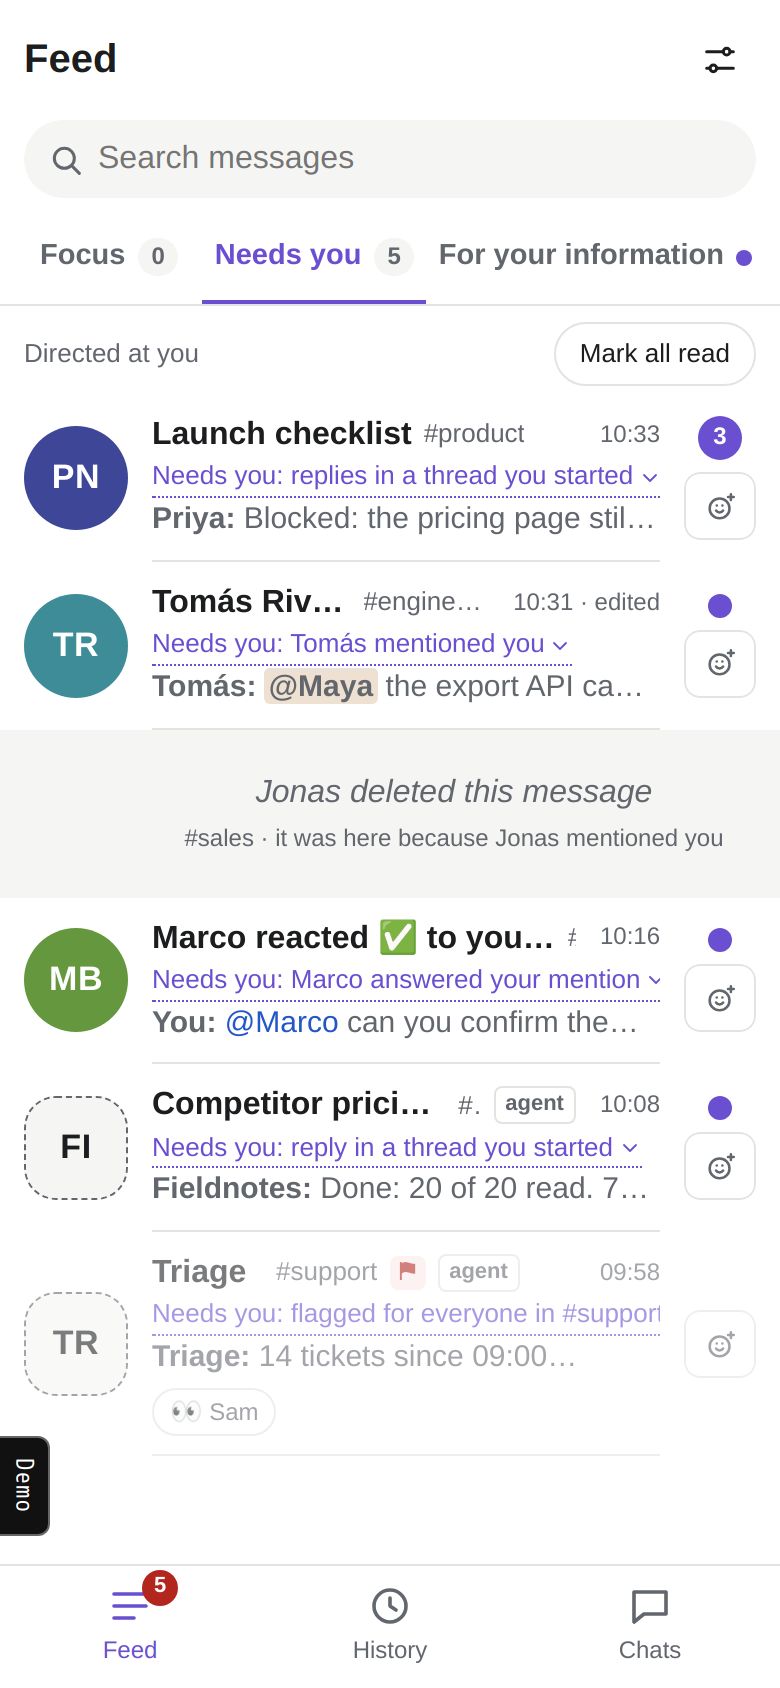 Feed
Search messages
Focus 0 Needs you 5 For your information
Directed at you Mark all read
Launch checklist #product 10:33 3
PN
Needs you: replies in a thread you started
Priya: Blocked: the pricing page stil…
Tomás Riv… #engine… 10:31 · edited
TR
Needs you: Tomás mentioned you
Tomás: @Maya the export API ca…
Jonas deleted this message
#sales · it was here because Jonas mentioned you
Marco reacted ✅ to you… # 10:16
MB
Needs you: Marco answered your mention
You: @Marco can you confirm the…
Competitor prici… #. agent 10:08
FI
Needs you: reply in a thread you started
Fieldnotes: Done: 20 of 20 read. 7…
Triage #support agent 09:58
TR
Needs you: flagged for everyone in #support
Triage: 14 tickets since 09:00…
👀 Sam
Demo
5
Feed History Chats